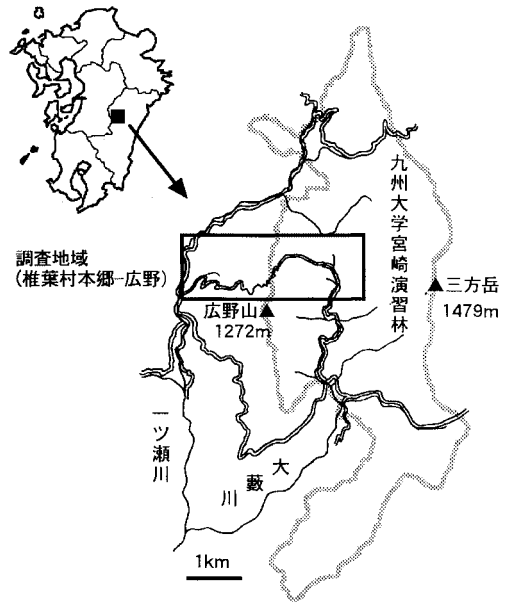 調査地域
(椎葉村本郷-広野)
九州大学宮崎演習林
三方岳
1479m
広野山
1272m
一ツ瀬川
大藪川
1km